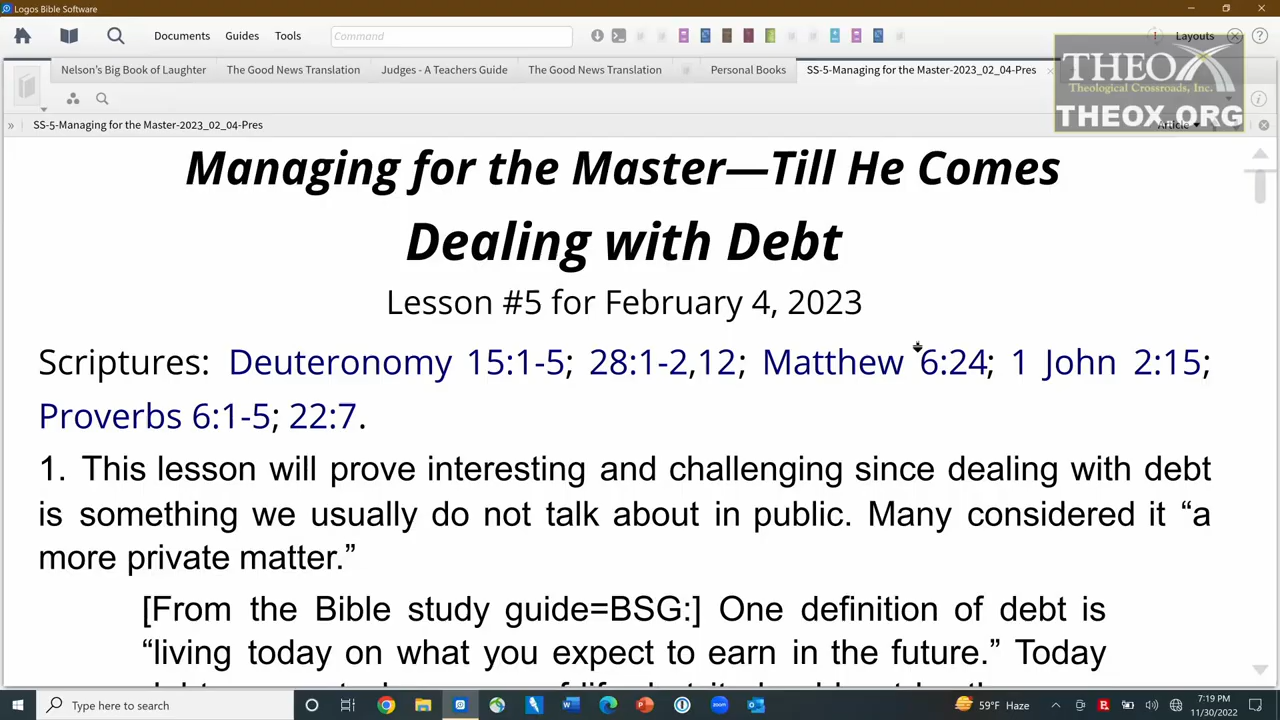 Logos Bible Software
Documents Guides Tools Command Layouts
Nelson's Big Book of Laughter The Good News Translation Judges - A Teachers Guide The Good News Translation Personal Books SS-5-Managing for the Master-2023_02_04-Pres
THEOX
Theological Crossroads, Inc.
THEOX.ORG
SS-5-Managing for the Master-2023_02_04-Pres Article
Managing for the Master—Till He Comes
Dealing with Debt
Lesson #5 for February 4, 2023
Scriptures: Deuteronomy 15:1-5; 28:1-2,12; Matthew 6:24; 1 John 2:15;
Proverbs 6:1-5; 22:7.
1. This lesson will prove interesting and challenging since dealing with debt
is something we usually do not talk about in public. Many considered it “a
more private matter.”
[From the Bible study guide=BSG:] One definition of debt is
“living today on what you expect to earn in the future.” Today
Type here to search 59°F Haze 7:19 PM
11/30/2022